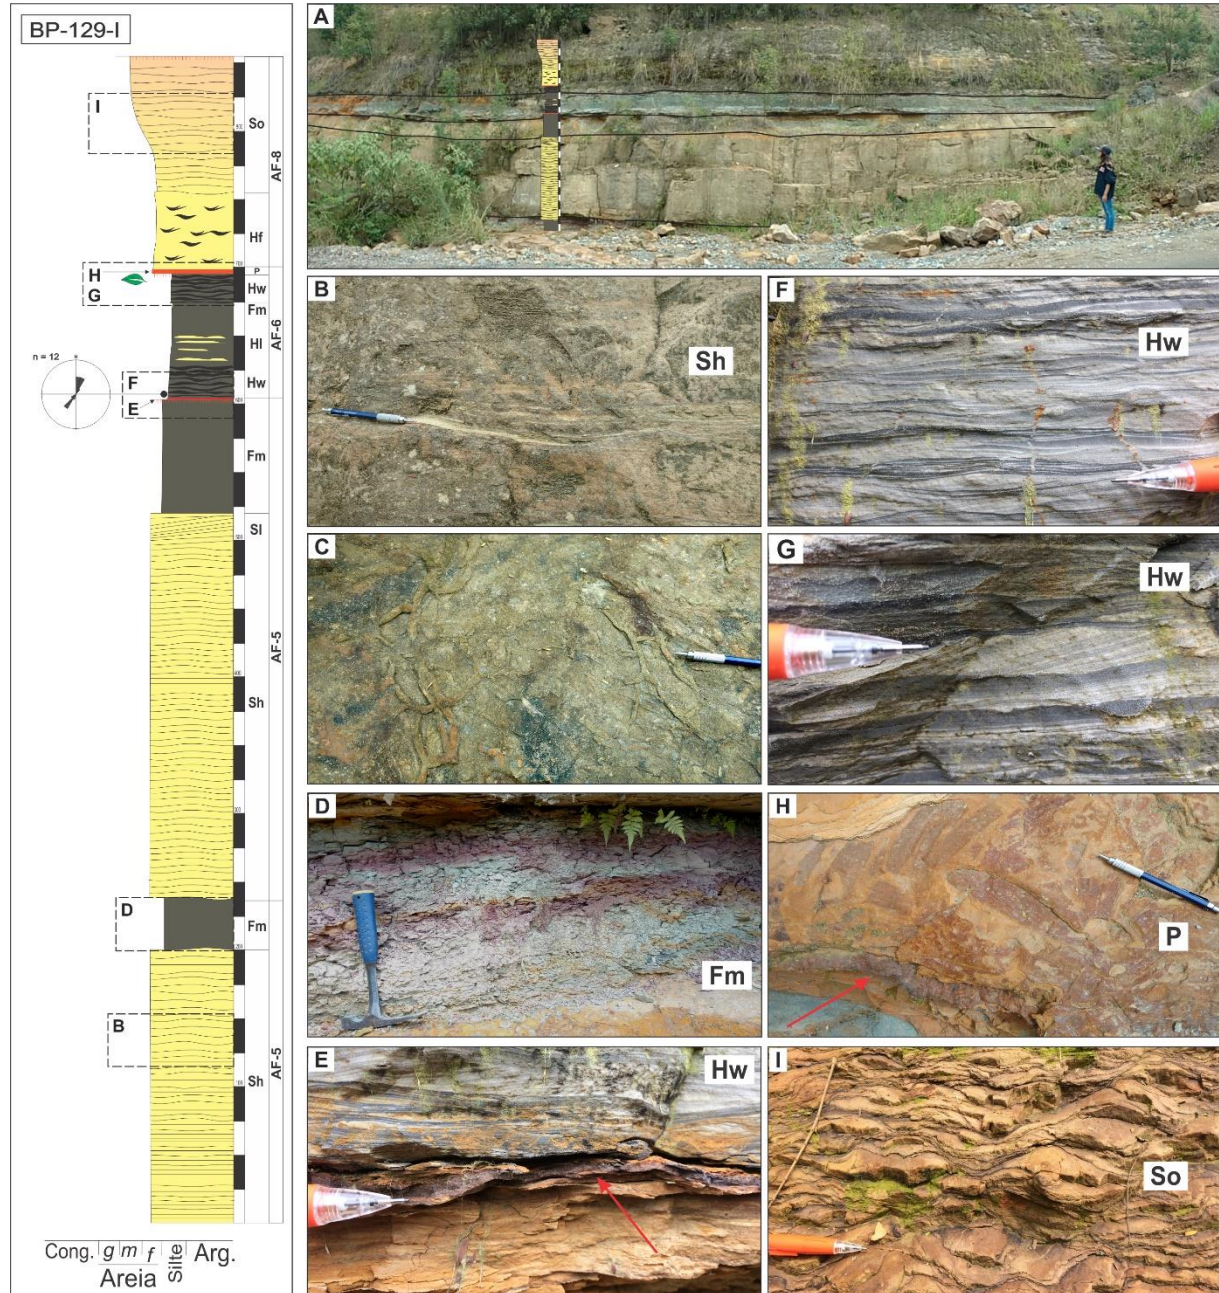 BP-129-I
I
So
AF-8
Hf
H
G
P
Hw
Fm
AF-6
Hl
n = 12
F
E
Hw
Fm
Sl
AF-5
Sh
D
Fm
B
Sh
AF-5
Cong.
g m f
Areia
Silte
Arg.
A
B
Sh
C
D
Fm
E
Hw
F
Hw
G
Hw
H
P
I
So